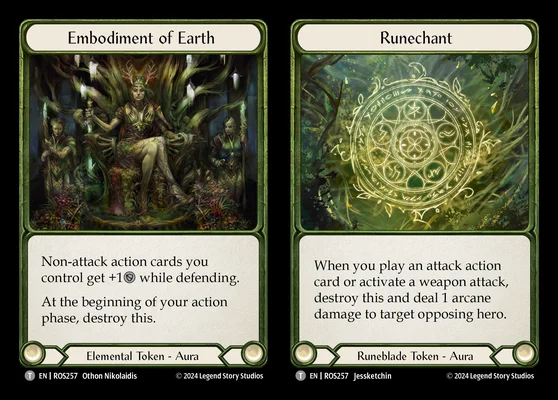 Embodiment of Earth
Non-attack action cards you
control get +1 while defending.
At the beginning of your action
phase, destroy this.
Elemental Token - Aura
T EN | ROS257 Othon Nikolaidis © 2024 Legend Story Studios
Runechant
When you play an attack action
card or activate a weapon attack,
destroy this and deal 1 arcane
damage to target opposing hero.
Runeblade Token - Aura
T EN | ROS257 Jessketchin © 2024 Legend Story Studios